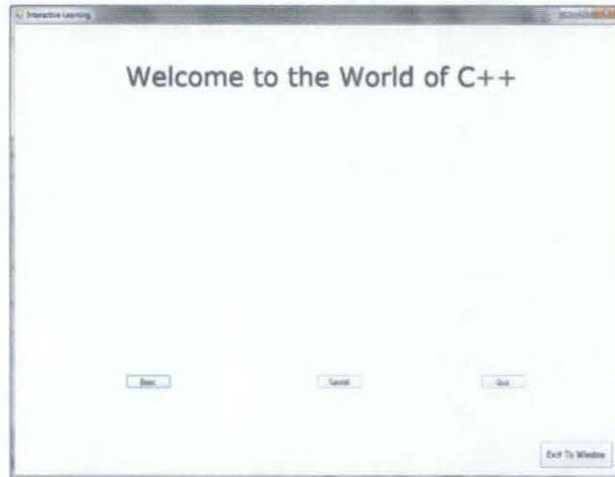 Interactive Learning
Welcome to the World of C++
Basic
Tutorial
Quiz
Exit To Window